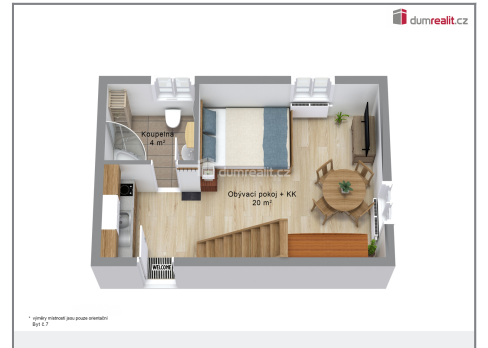 dumrealit.cz
Koupelna
4 m²
dumrealit.cz
Obývací pokoj + KK
20 m²
WELCOME
* výměry místností jsou pouze orientační
Byt č.7